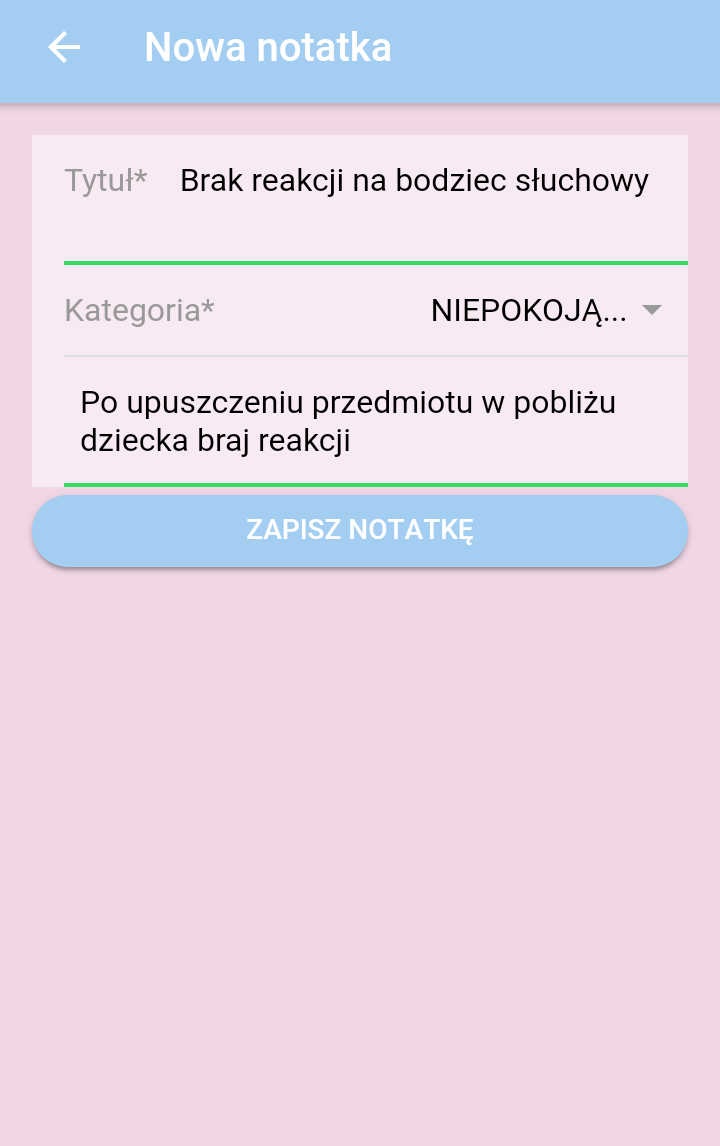 Nowa notatka
Tytuł* Brak reakcji na bodziec słuchowy
Kategoria* NIEPOKOJĄ...
Po upuszczeniu przedmiotu w pobliżu
dziecka braj reakcji
ZAPISZ NOTATKĘ